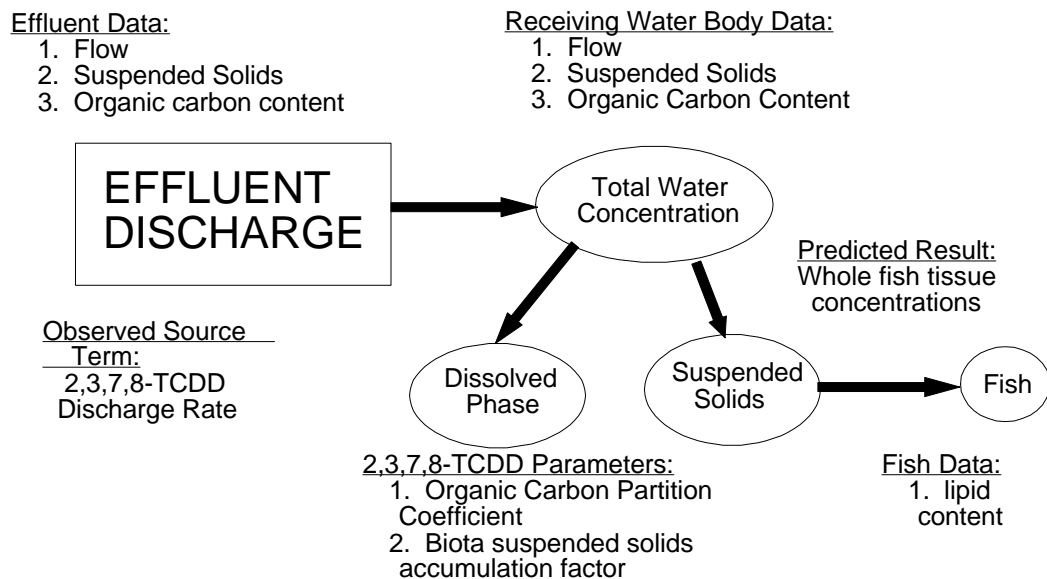 Effluent Data:
1. Flow
2. Suspended Solids
3. Organic carbon content
Receiving Water Body Data:
1. Flow
2. Suspended Solids
3. Organic Carbon Content
EFFLUENT
DISCHARGE
Total Water
Concentration
Predicted Result:
Whole fish tissue
concentrations
Observed Source
Term:
2,3,7,8-TCDD
Discharge Rate
Dissolved
Phase
Suspended
Solids
Fish
2,3,7,8-TCDD Parameters:
1. Organic Carbon Partition
Coefficient
2. Biota suspended solids
accumulation factor
Fish Data:
1. lipid
content